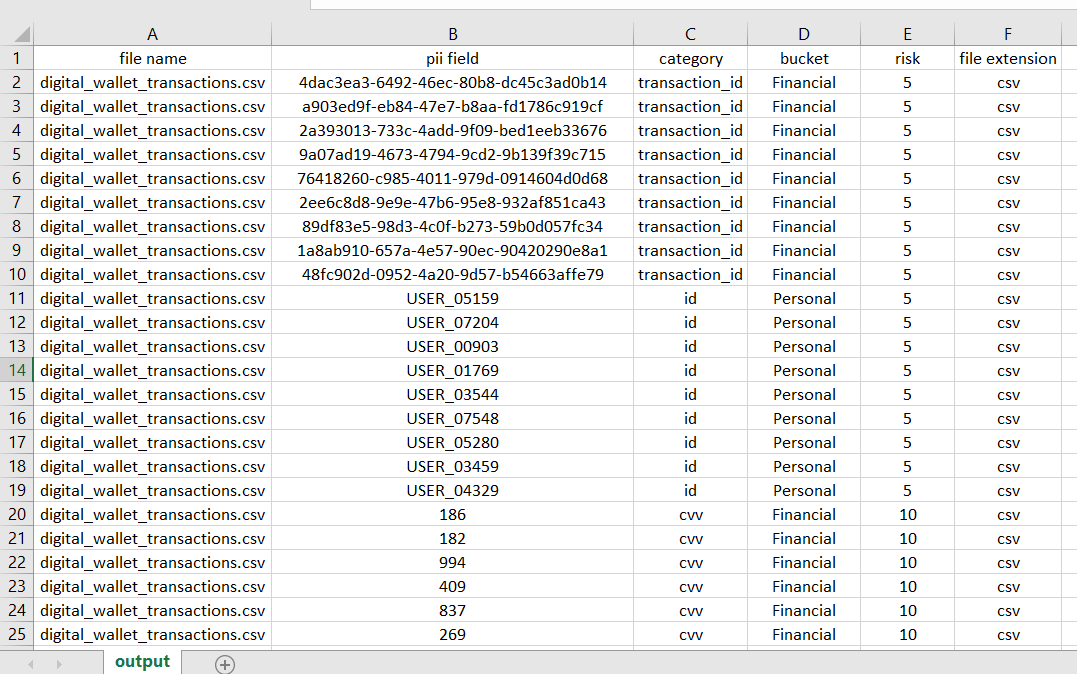 A B C D E F
1 file name pii field category bucket risk file extension
2 digital_wallet_transactions.csv 4dac3ea3-6492-46ec-80b8-dc45c3ad0b14 transaction_id Financial 5 csv
3 digital_wallet_transactions.csv a903ed9f-eb84-47e7-b8aa-fd1786c919cf transaction_id Financial 5 csv
4 digital_wallet_transactions.csv 2a393013-733c-4add-9f09-bed1eeb33676 transaction_id Financial 5 csv
5 digital_wallet_transactions.csv 9a07ad19-4673-4794-9cd2-9b139f39c715 transaction_id Financial 5 csv
6 digital_wallet_transactions.csv 76418260-c985-4011-979d-0914604d0d68 transaction_id Financial 5 csv
7 digital_wallet_transactions.csv 2ee6c8d8-9e9e-47b6-95e8-932af851ca43 transaction_id Financial 5 csv
8 digital_wallet_transactions.csv 89df83e5-98d3-4c0f-b273-59b0d057fc34 transaction_id Financial 5 csv
9 digital_wallet_transactions.csv 1a8ab910-657a-4e57-90ec-90420290e8a1 transaction_id Financial 5 csv
10 digital_wallet_transactions.csv 48fc902d-0952-4a20-9d57-b54663affe79 transaction_id Financial 5 csv
11 digital_wallet_transactions.csv USER_05159 id Personal 5 csv
12 digital_wallet_transactions.csv USER_07204 id Personal 5 csv
13 digital_wallet_transactions.csv USER_00903 id Personal 5 csv
14 digital_wallet_transactions.csv USER_01769 id Personal 5 csv
15 digital_wallet_transactions.csv USER_03544 id Personal 5 csv
16 digital_wallet_transactions.csv USER_07548 id Personal 5 csv
17 digital_wallet_transactions.csv USER_05280 id Personal 5 csv
18 digital_wallet_transactions.csv USER_03459 id Personal 5 csv
19 digital_wallet_transactions.csv USER_04329 id Personal 5 csv
20 digital_wallet_transactions.csv 186 cvv Financial 10 csv
21 digital_wallet_transactions.csv 182 cvv Financial 10 csv
22 digital_wallet_transactions.csv 994 cvv Financial 10 csv
23 digital_wallet_transactions.csv 409 cvv Financial 10 csv
24 digital_wallet_transactions.csv 837 cvv Financial 10 csv
25 digital_wallet_transactions.csv 269 cvv Financial 10 csv
output